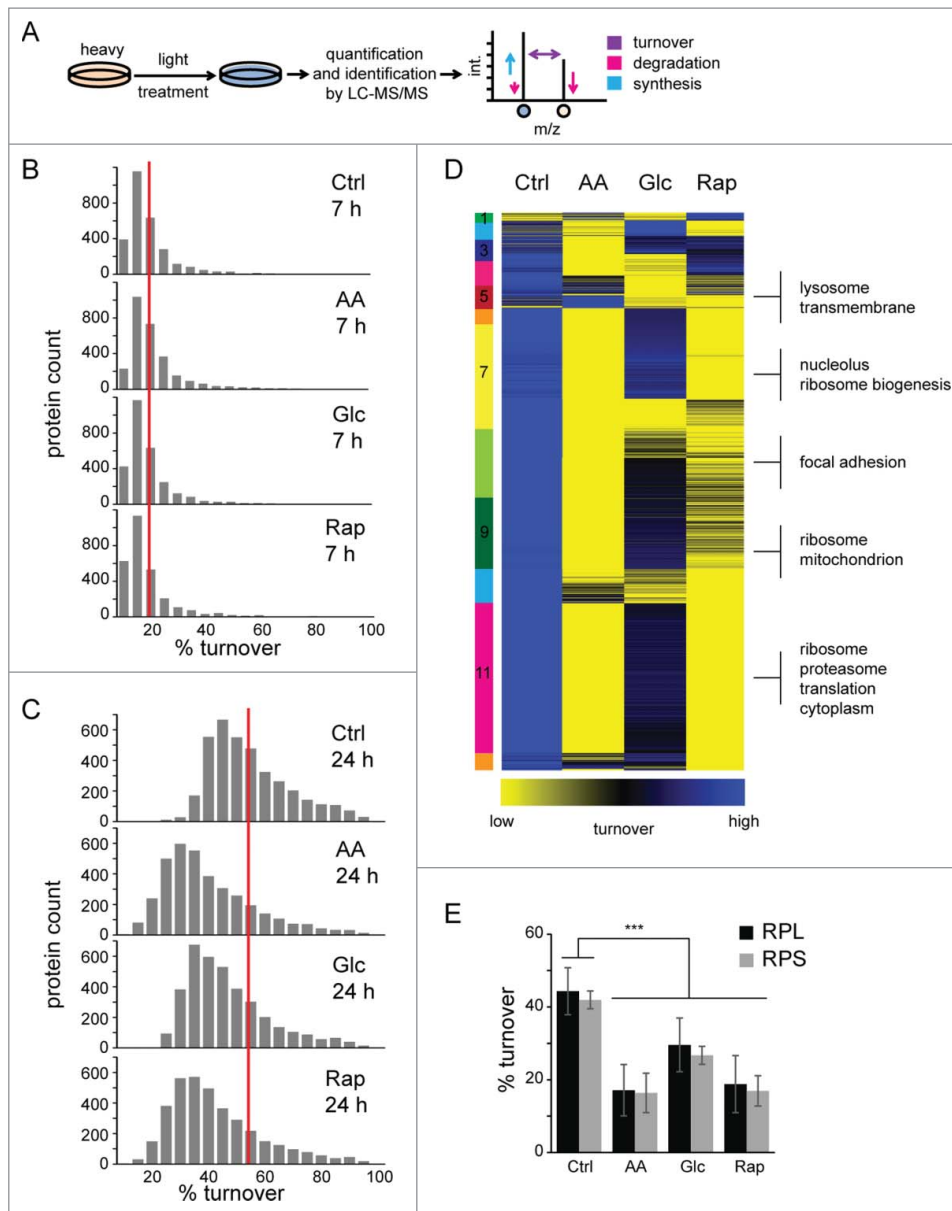 A
heavy
light
treatment
quantification
and identification
by LC-MS/MS
int.
m/z
turnover
degradation
synthesis
B
protein count
800
400
0
Ctrl
7 h
800
400
0
AA
7 h
800
400
0
Glc
7 h
800
400
0
Rap
7 h
20
40
60
80
100
% turnover
C
protein count
600
400
200
0
Ctrl
24 h
600
400
200
0
AA
24 h
600
400
200
0
Glc
24 h
600
400
200
0
Rap
24 h
20
40
60
80
100
% turnover
D
Ctrl
AA
Glc
Rap
1
3
5
7
9
11
lysosome
transmembrane
nucleolus
ribosome biogenesis
focal adhesion
ribosome
mitochondrion
ribosome
proteasome
translation
cytoplasm
low
turnover
high
E
% turnover
60
40
20
0
***
RPL
RPS
Ctrl
AA
Glc
Rap